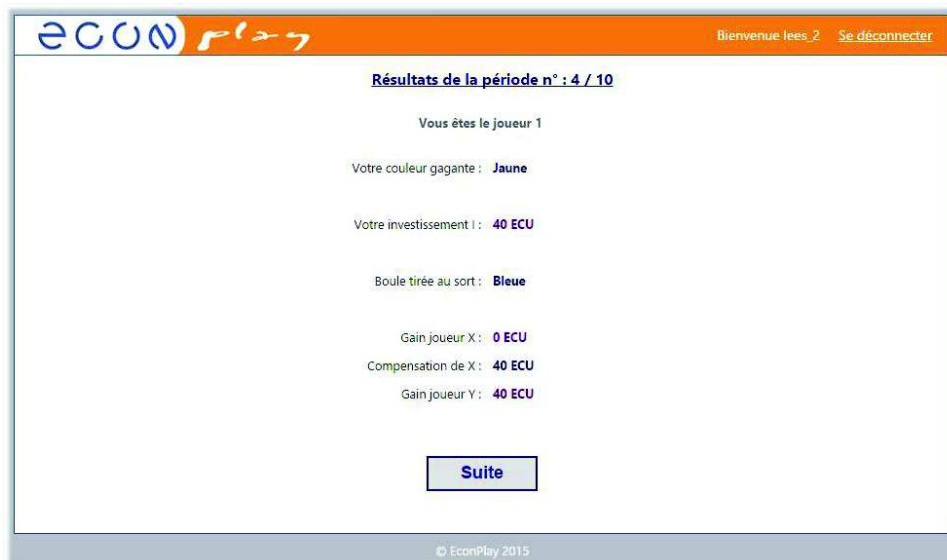 econ play
Bienvenue lees_2 Se déconnecter
Résultats de la période n° : 4 / 10
Vous êtes le joueur 1
Votre couleur gagnante : Jaune
Votre investissement I : 40 ECU
Boule tirée au sort : Bleue
Gain joueur X : 0 ECU
Compensation de X : 40 ECU
Gain joueur Y : 40 ECU
Suite
© EconPlay 2015